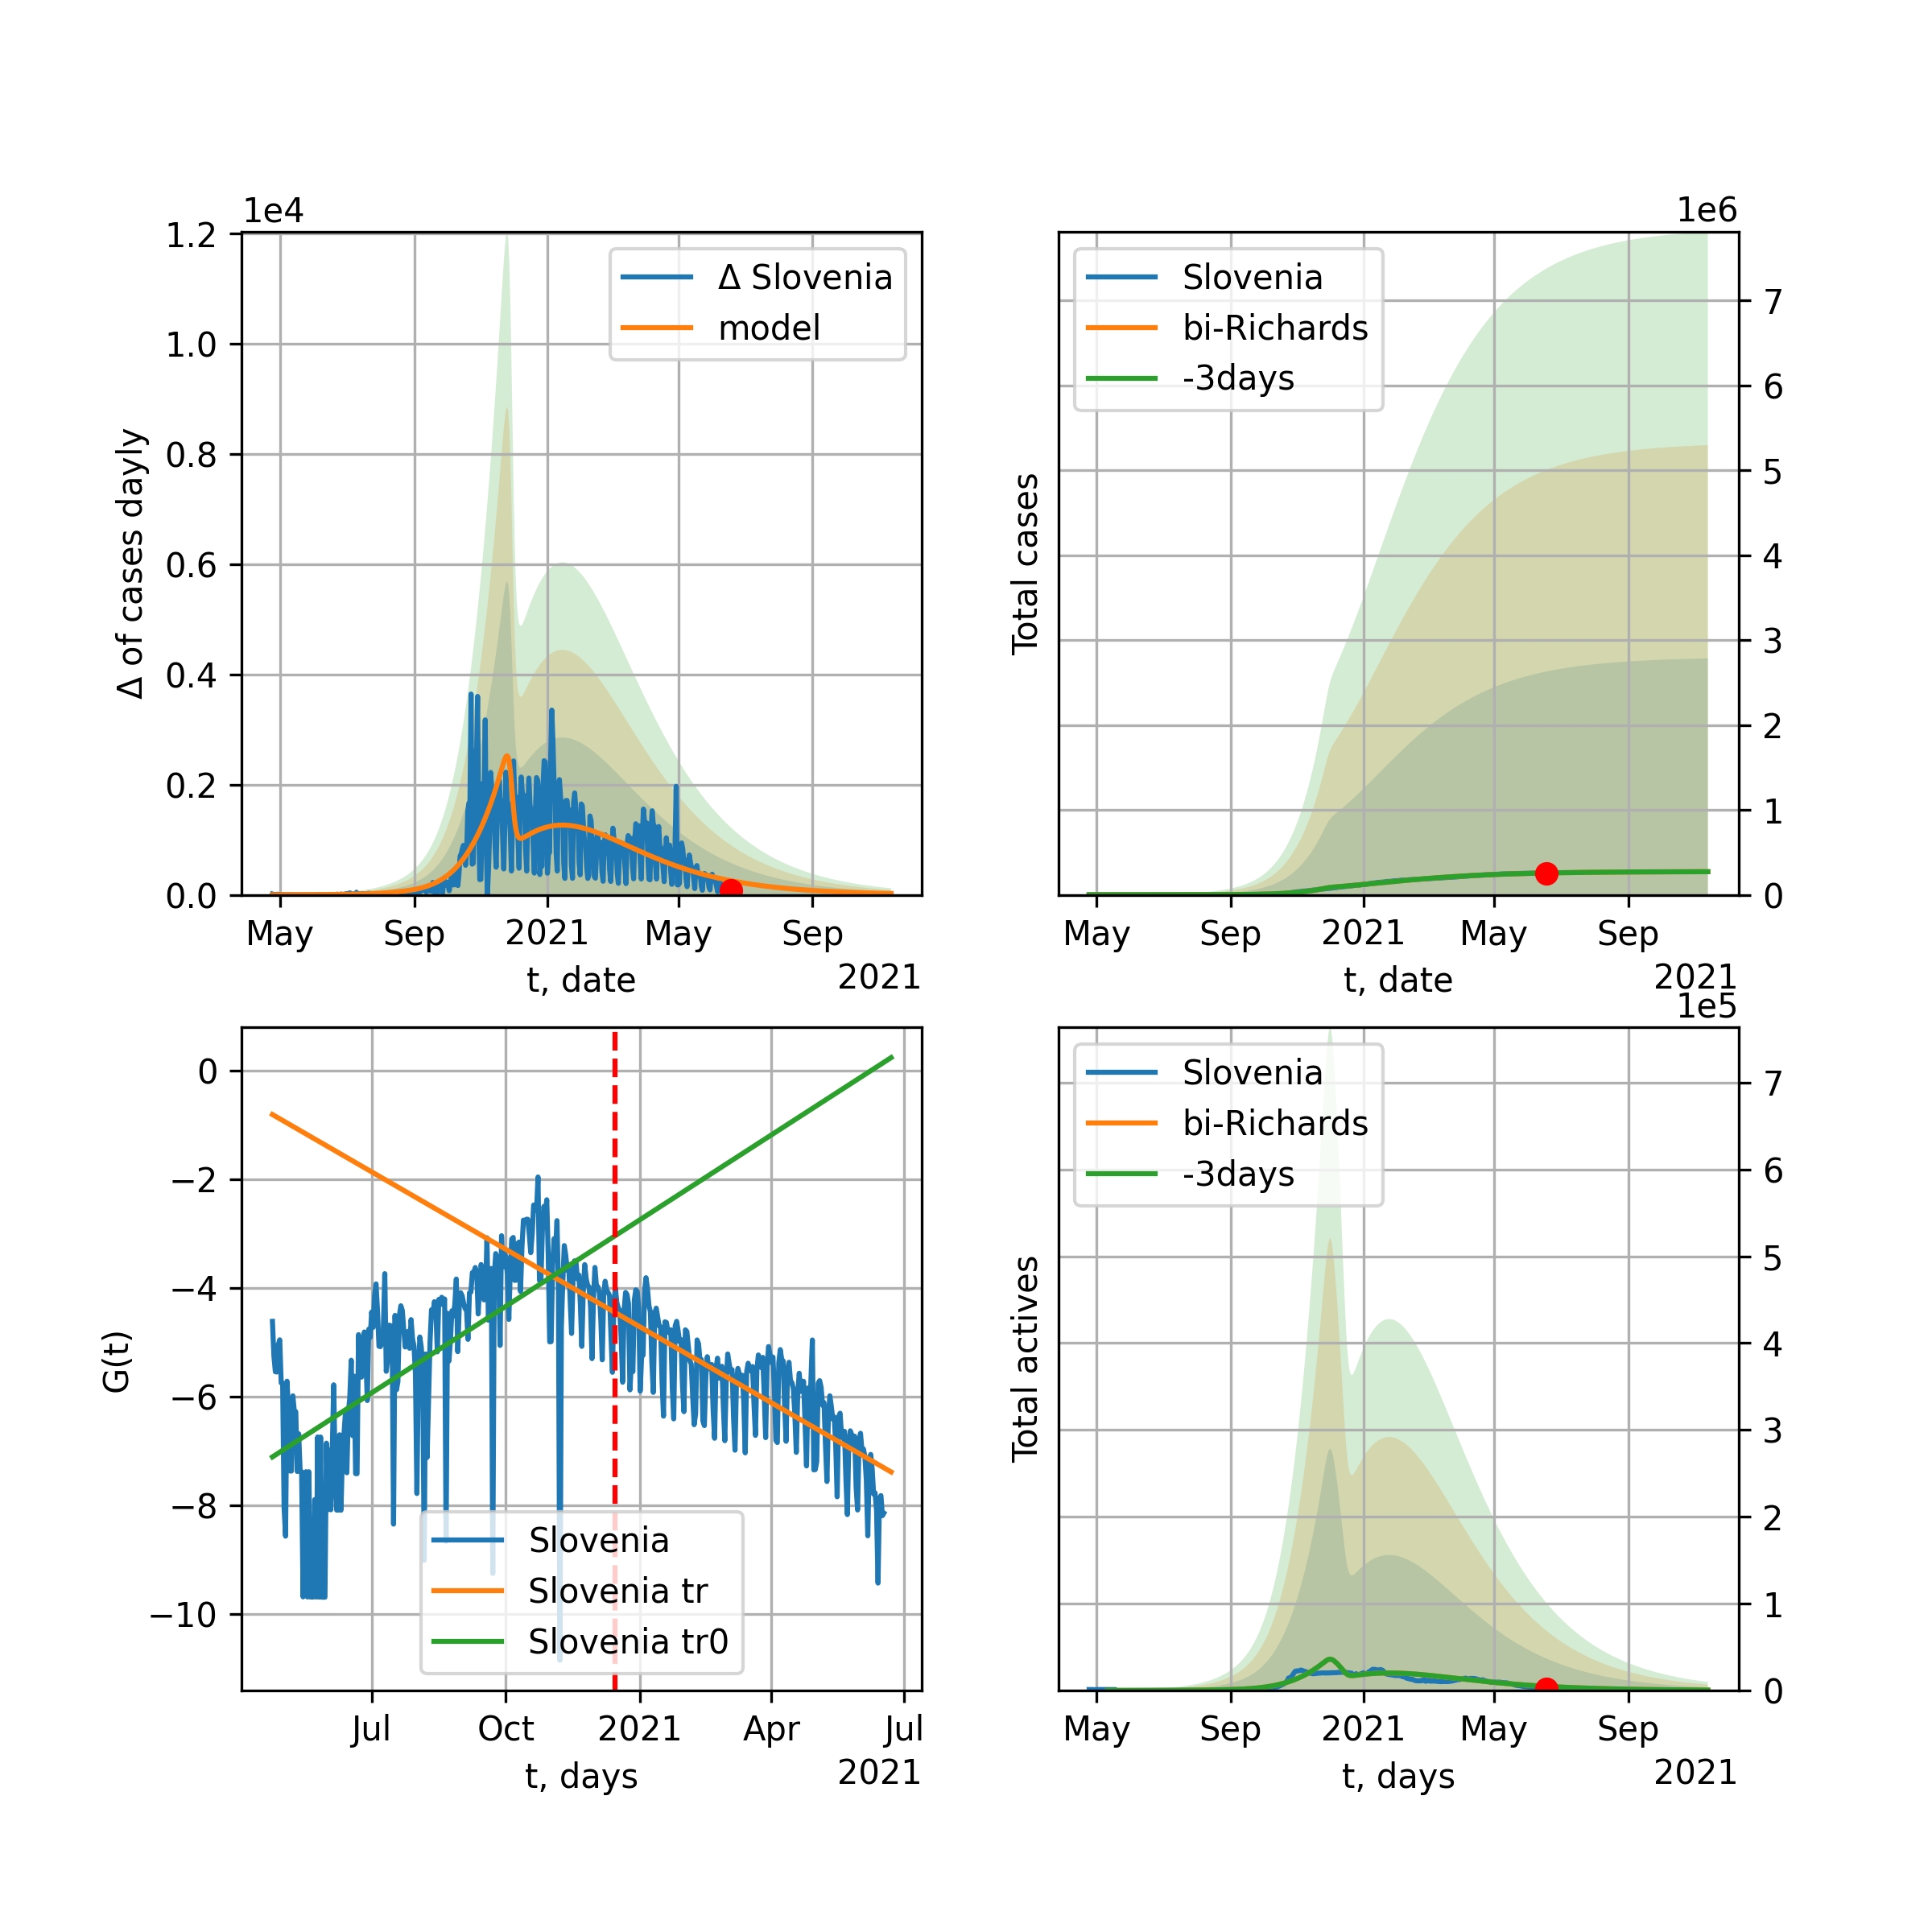 1e4
1.2
1.0
0.8
0.6
0.4
0.2
0.0
Δ of cases dayly
Δ Slovenia
model
May Sep 2021 May Sep
t, date
2021
1e6
Slovenia
bi-Richards
-3days
Total cases
7
6
5
4
3
2
1
0
May Sep 2021 May Sep
t, date
2021
0
−2
−4
−6
−8
−10
G(t)
Slovenia
Slovenia tr
Slovenia tr0
Jul Oct 2021 Apr Jul
t, days
2021
1e5
Slovenia
bi-Richards
-3days
Total actives
7
6
5
4
3
2
1
0
May Sep 2021 May Sep
t, days
2021